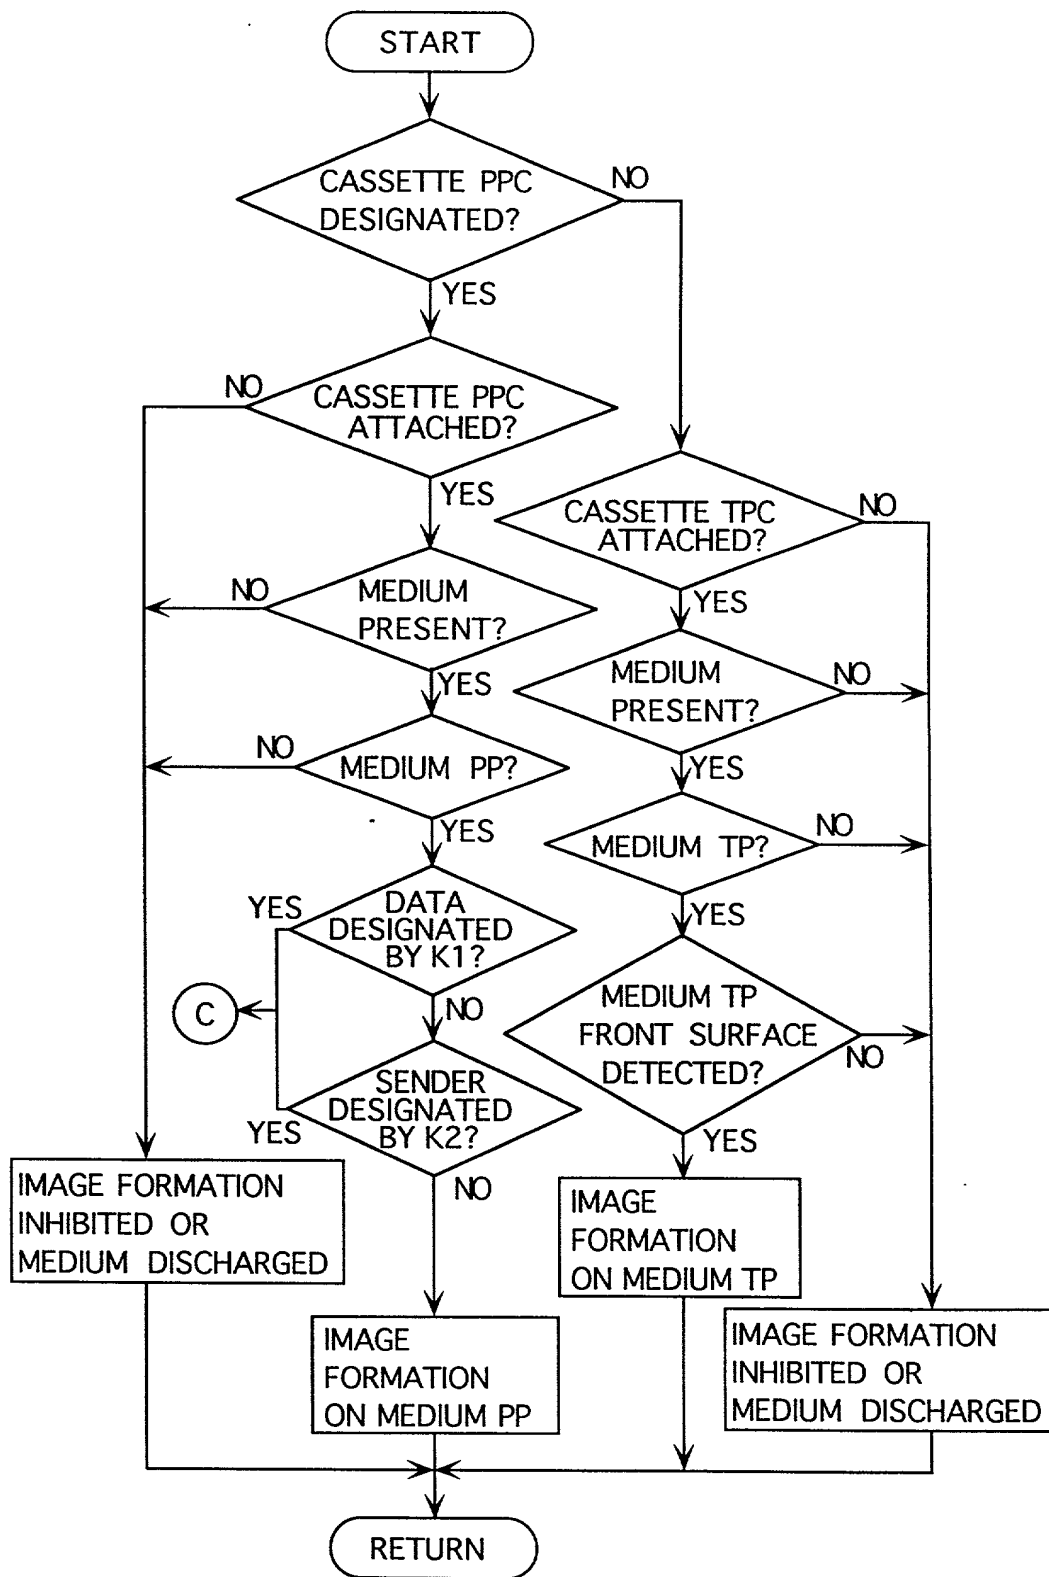 START
CASSETTE PPC
DESIGNATED?
NO
YES
NO
CASSETTE PPC
ATTACHED?
YES
CASSETTE TPC
ATTACHED?
NO
YES
NO
MEDIUM
PRESENT?
YES
MEDIUM
PRESENT?
NO
YES
NO
MEDIUM PP?
YES
MEDIUM TP?
NO
YES
YES
DATA
DESIGNATED
BY K1?
NO
C
MEDIUM TP
FRONT SURFACE
DETECTED?
NO
YES
SENDER
DESIGNATED
BY K2?
YES
NO
IMAGE FORMATION
INHIBITED OR
MEDIUM DISCHARGED
IMAGE
FORMATION
ON MEDIUM TP
IMAGE
FORMATION
ON MEDIUM PP
IMAGE FORMATION
INHIBITED OR
MEDIUM DISCHARGED
RETURN